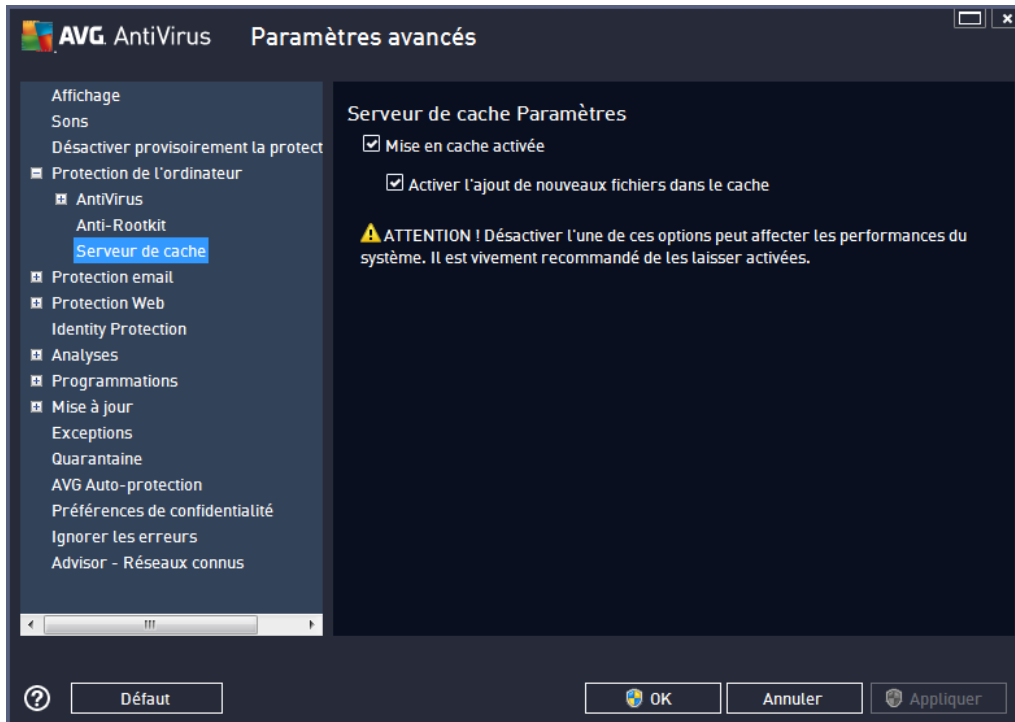 AVG. AntiVirus Paramètres avancés
Affichage
Sons
Désactiver provisoirement la protect
Protection de l'ordinateur
AntiVirus
Anti-Rootkit
Serveur de cache
Protection email
Protection Web
Identity Protection
Analyses
Programmations
Mise à jour
Exceptions
Quarantaine
AVG Auto-protection
Préférences de confidentialité
Ignorer les erreurs
Advisor - Réseaux connus
Serveur de cache Paramètres
Mise en cache activée
Activer l'ajout de nouveaux fichiers dans le cache
ATTENTION ! Désactiver l'une de ces options peut affecter les performances du
système. Il est vivement recommandé de les laisser activées.
Défaut
OK
Annuler
Appliquer